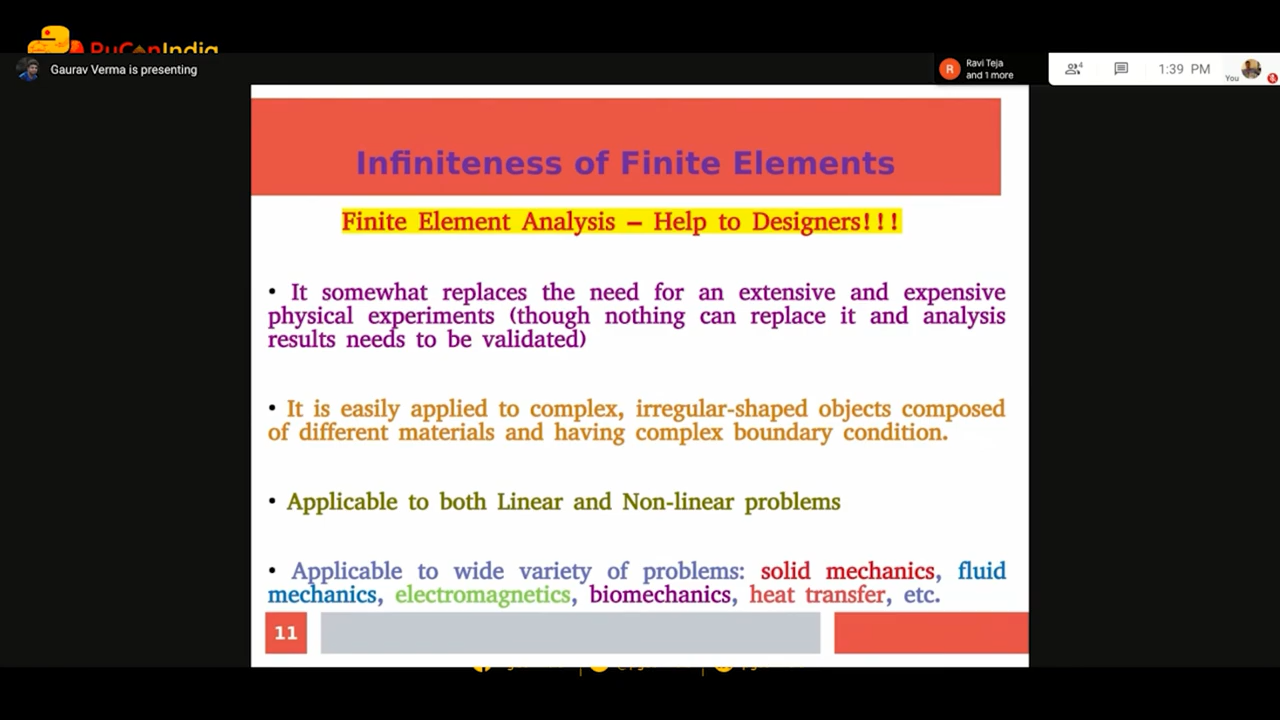 PyConIndia
Gaurav Verma is presenting
R
Ravi Teja
and 1 more
4
1:39 PM
You
Infiniteness of Finite Elements
Finite Element Analysis – Help to Designers!!!
• It somewhat replaces the need for an extensive and expensive
physical experiments (though nothing can replace it and analysis
results needs to be validated)
• It is easily applied to complex, irregular-shaped objects composed
of different materials and having complex boundary condition.
• Applicable to both Linear and Non-linear problems
• Applicable to wide variety of problems: solid mechanics, fluid
mechanics, electromagnetics, biomechanics, heat transfer, etc.
11